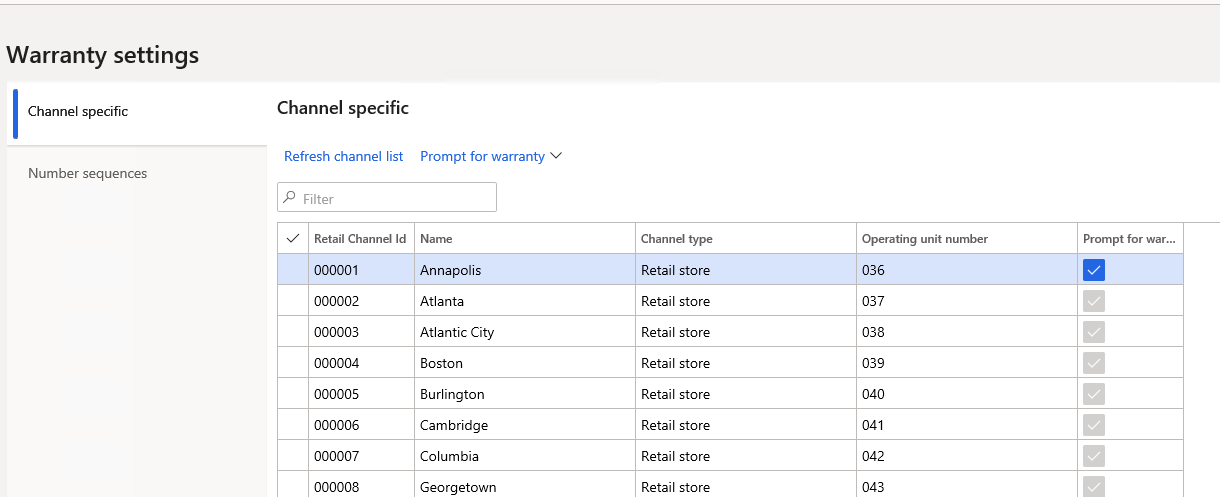 Warranty settings
Channel specific
Number sequences
Channel specific
Refresh channel list Prompt for warranty
Filter
Retail Channel Id Name Channel type Operating unit number Prompt for war...
000001 Annapolis Retail store 036
000002 Atlanta Retail store 037
000003 Atlantic City Retail store 038
000004 Boston Retail store 039
000005 Burlington Retail store 040
000006 Cambridge Retail store 041
000007 Columbia Retail store 042
000008 Georgetown Retail store 043